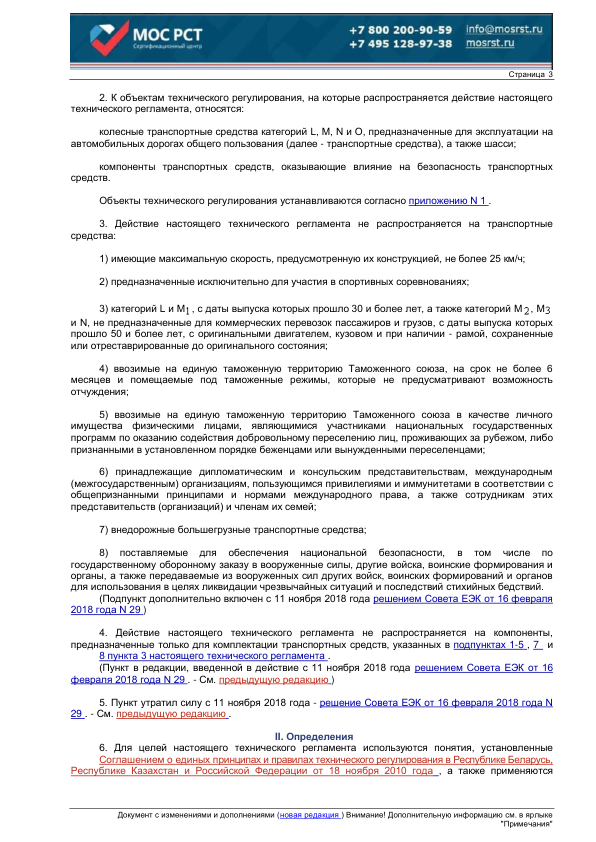 МОС РСТ
Сертификационный центр
+7 800 200-90-59 info@mosrst.ru
+7 495 128-97-38 mosrst.ru
Страница 3
2. К объектам технического регулирования, на которые распространяется действие настоящего
технического регламента, относятся:
колесные транспортные средства категорий L, M, N и O, предназначенные для эксплуатации на
автомобильных дорогах общего пользования (далее - транспортные средства), а также шасси;
компоненты транспортных средств, оказывающие влияние на безопасность транспортных
средств.
Объекты технического регулирования устанавливаются согласно приложению N 1 .
3. Действие настоящего технического регламента не распространяется на транспортные
средства:
1) имеющие максимальную скорость, предусмотренную их конструкцией, не более 25 км/ч;
2) предназначенные исключительно для участия в спортивных соревнованиях;
3) категорий L и M1 , с даты выпуска которых прошло 30 и более лет, а также категорий M2 , M3
и N, не предназначенные для коммерческих перевозок пассажиров и грузов, с даты выпуска которых
прошло 50 и более лет, с оригинальными двигателем, кузовом и при наличии - рамой, сохраненные
или отреставрированные до оригинального состояния;
4) ввозимые на единую таможенную территорию Таможенного союза, на срок не более 6
месяцев и помещаемые под таможенные режимы, которые не предусматривают возможность
отчуждения;
5) ввозимые на единую таможенную территорию Таможенного союза в качестве личного
имущества физическими лицами, являющимися участниками национальных государственных
программ по оказанию содействия добровольному переселению лиц, проживающих за рубежом, либо
признанными в установленном порядке беженцами или вынужденными переселенцами;
6) принадлежащие дипломатическим и консульским представительствам, международным
(межгосударственным) организациям, пользующимся привилегиями и иммунитетами в соответствии с
общепризнанными принципами и нормами международного права, а также сотрудникам этих
представительств (организаций) и членам их семей;
7) внедорожные большегрузные транспортные средства;
8) поставляемые для обеспечения национальной безопасности, в том числе по
государственному оборонному заказу в вооруженные силы, другие войска, воинские формирования и
органы, а также передаваемые из вооруженных сил других войск, воинских формирований и органов
для использования в целях ликвидации чрезвычайных ситуаций и последствий стихийных бедствий.
(Подпункт дополнительно включен с 11 ноября 2018 года решением Совета ЕЭК от 16 февраля
2018 года N 29 )
4. Действие настоящего технического регламента не распространяется на компоненты,
предназначенные только для комплектации транспортных средств, указанных в подпунктах 1-5 , 7 и
8 пункта 3 настоящего технического регламента .
(Пункт в редакции, введенной в действие с 11 ноября 2018 года решением Совета ЕЭК от 16
февраля 2018 года N 29 . - См. предыдущую редакцию )
5. Пункт утратил силу с 11 ноября 2018 года - решение Совета ЕЭК от 16 февраля 2018 года N
29 . - См. предыдущую редакцию .
II. Определения
6. Для целей настоящего технического регламента используются понятия, установленные
Соглашением о единых принципах и правилах технического регулирования в Республике Беларусь,
Республике Казахстан и Российской Федерации от 18 ноября 2010 года , а также применяются
Документ с изменениями и дополнениями (новая редакция ) Внимание! Дополнительную информацию см. в ярлыке
"Примечания"